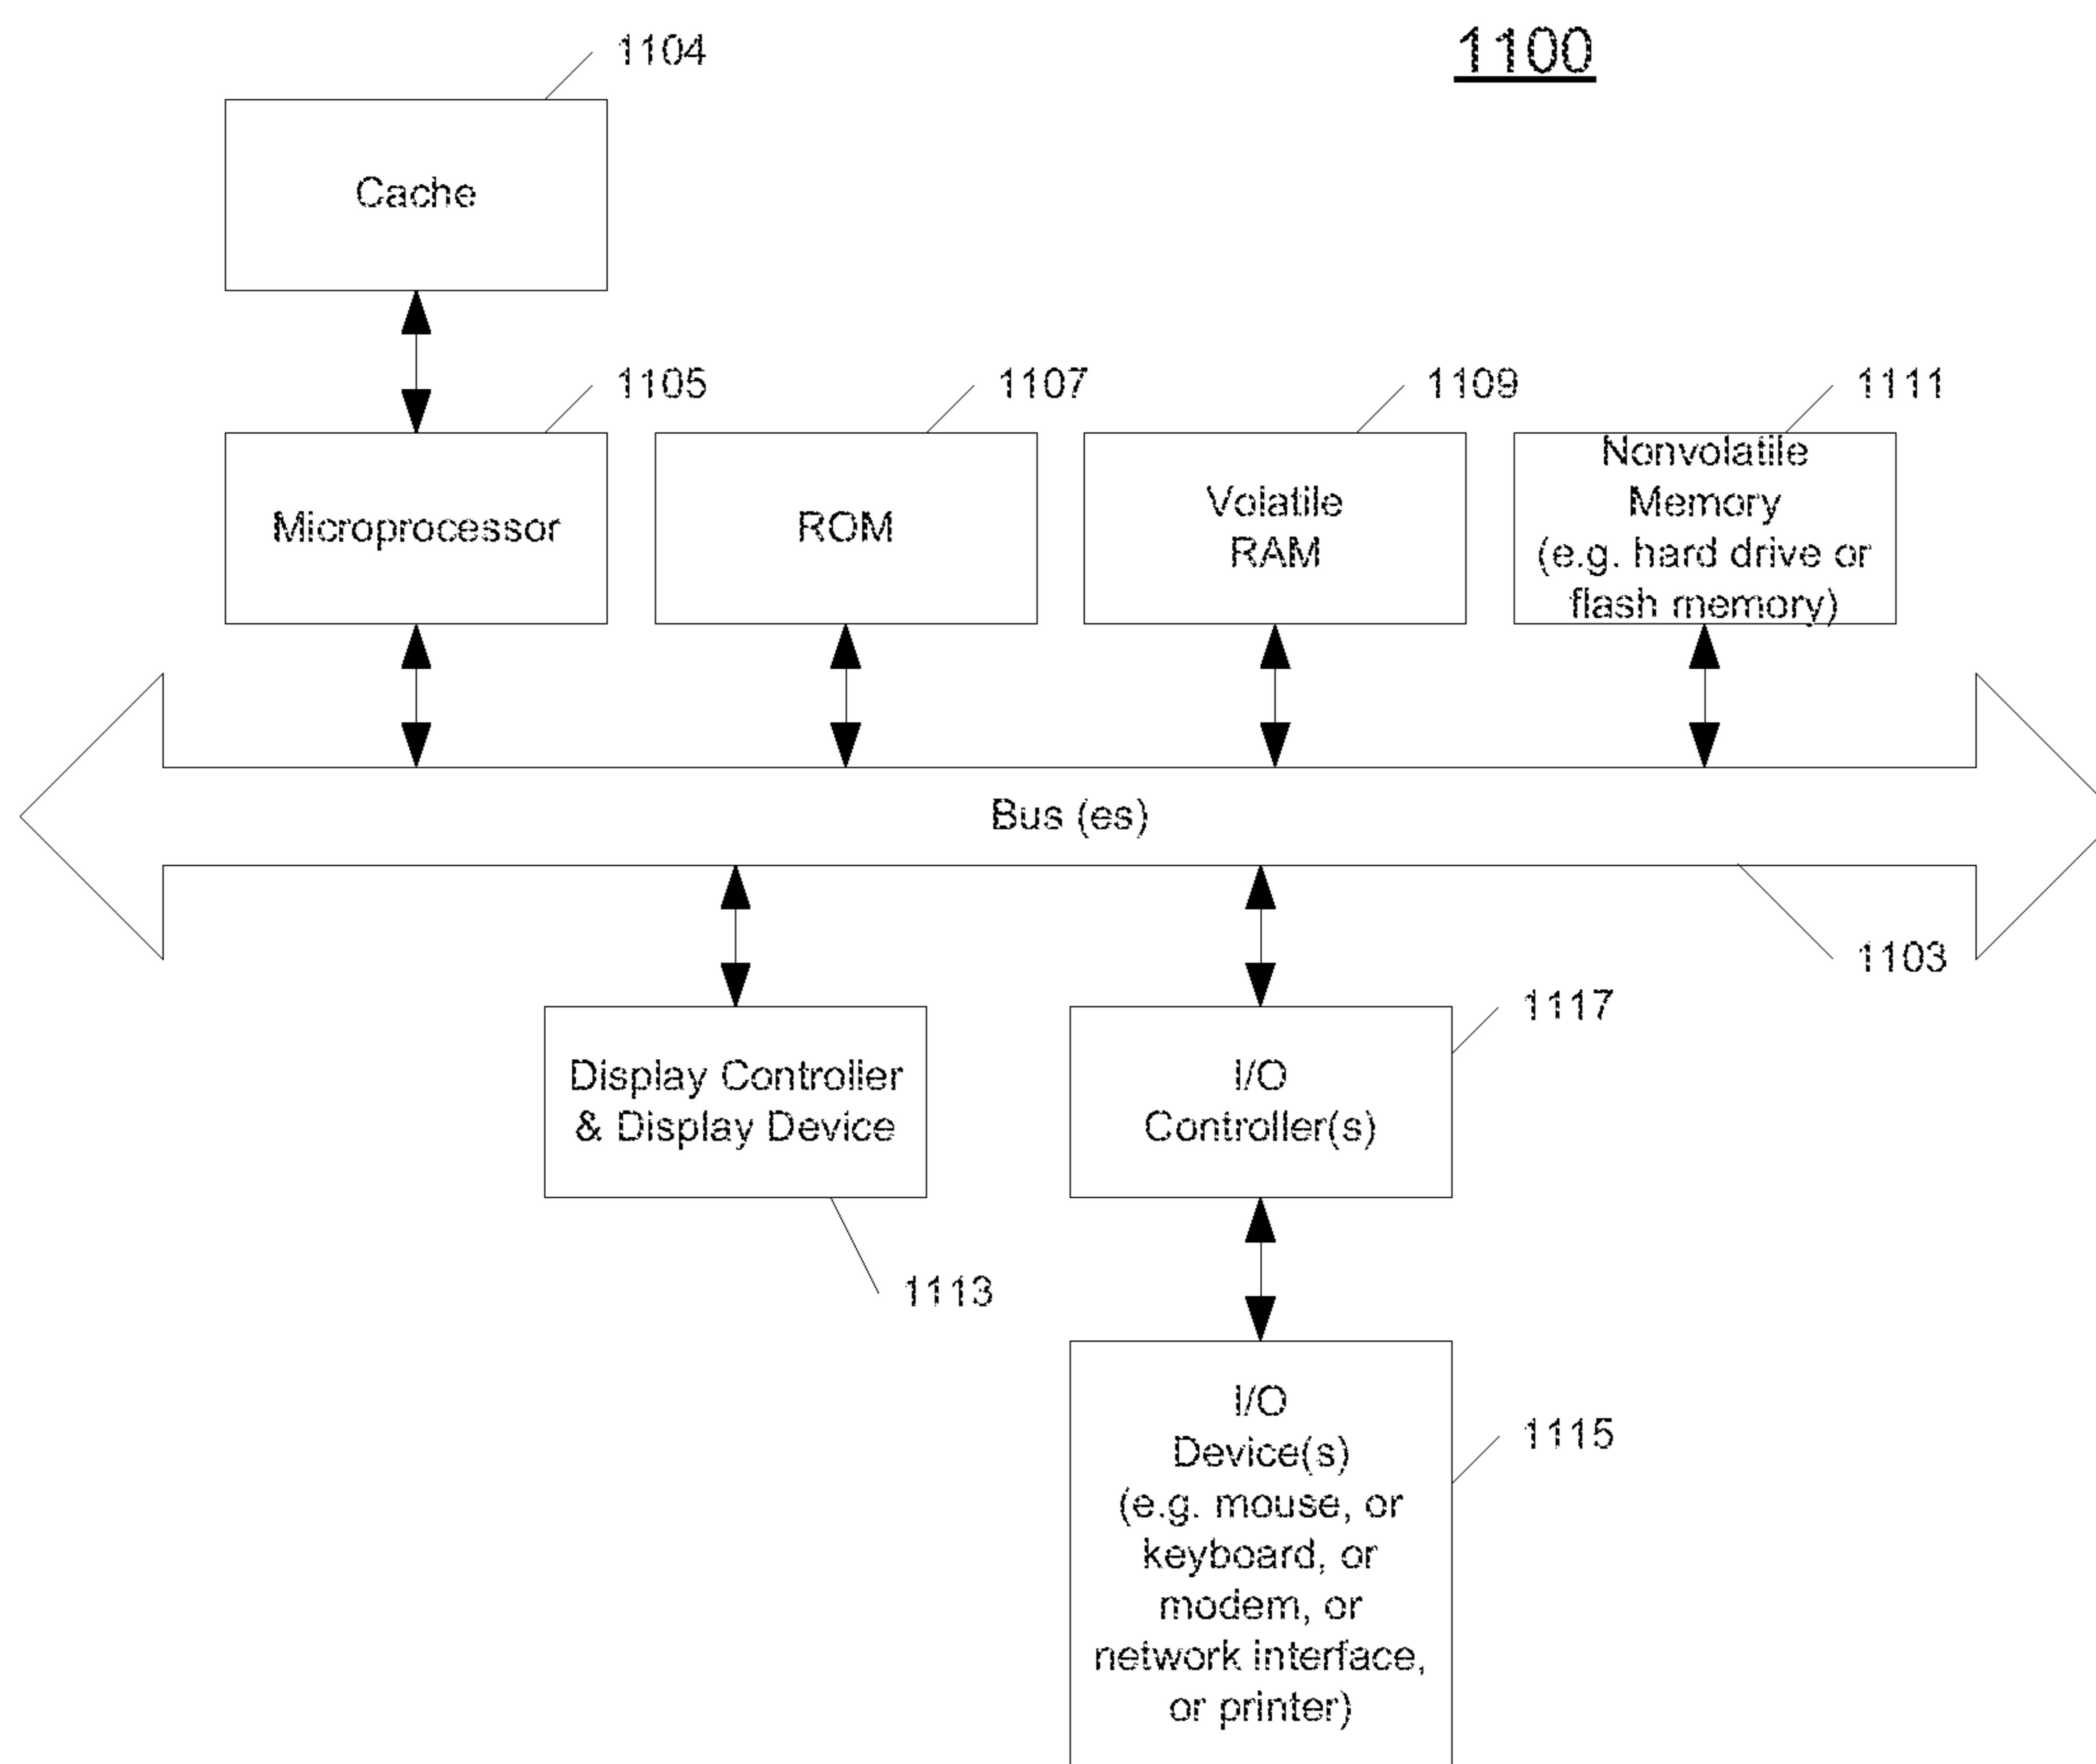 1100
1104
Cache
1105
1107
1109
1111
Microprocessor
ROM
Volatile
RAM
Nonvolatile
Memory
(e.g. hard drive or
flash memory)
Bus (es)
1103
1117
Display Controller
& Display Device
I/O
Controller(s)
1113
1115
I/O
Device(s)
(e.g. mouse, or
keyboard, or
modem, or
network interface,
or printer)